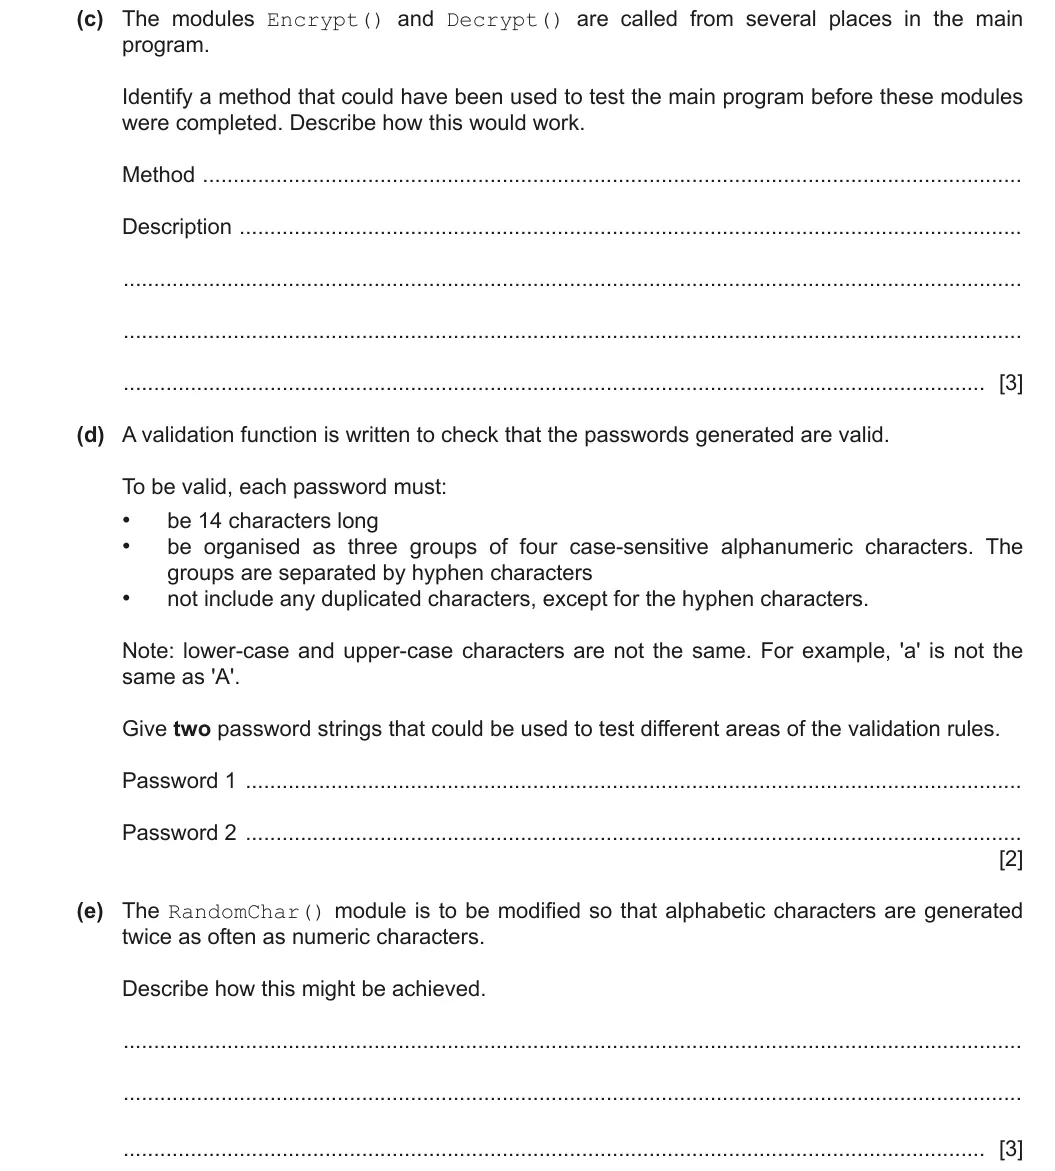 (c) The modules Encrypt() and Decrypt() are called from several places in the main
program.
Identify a method that could have been used to test the main program before these modules
were completed. Describe how this would work.
Method ................................................................................
Description ................................................................................
................................................................................
................................................................................
................................................................................ [3]
(d) A validation function is written to check that the passwords generated are valid.
To be valid, each password must:
• be 14 characters long
• be organised as three groups of four case-sensitive alphanumeric characters. The
groups are separated by hyphen characters
• not include any duplicated characters, except for the hyphen characters.
Note: lower-case and upper-case characters are not the same. For example, 'a' is not the
same as 'A'.
Give two password strings that could be used to test different areas of the validation rules.
Password 1 ................................................................................
Password 2 ................................................................................
[2]
(e) The RandomChar() module is to be modified so that alphabetic characters are generated
twice as often as numeric characters.
Describe how this might be achieved.
................................................................................
................................................................................
................................................................................ [3]